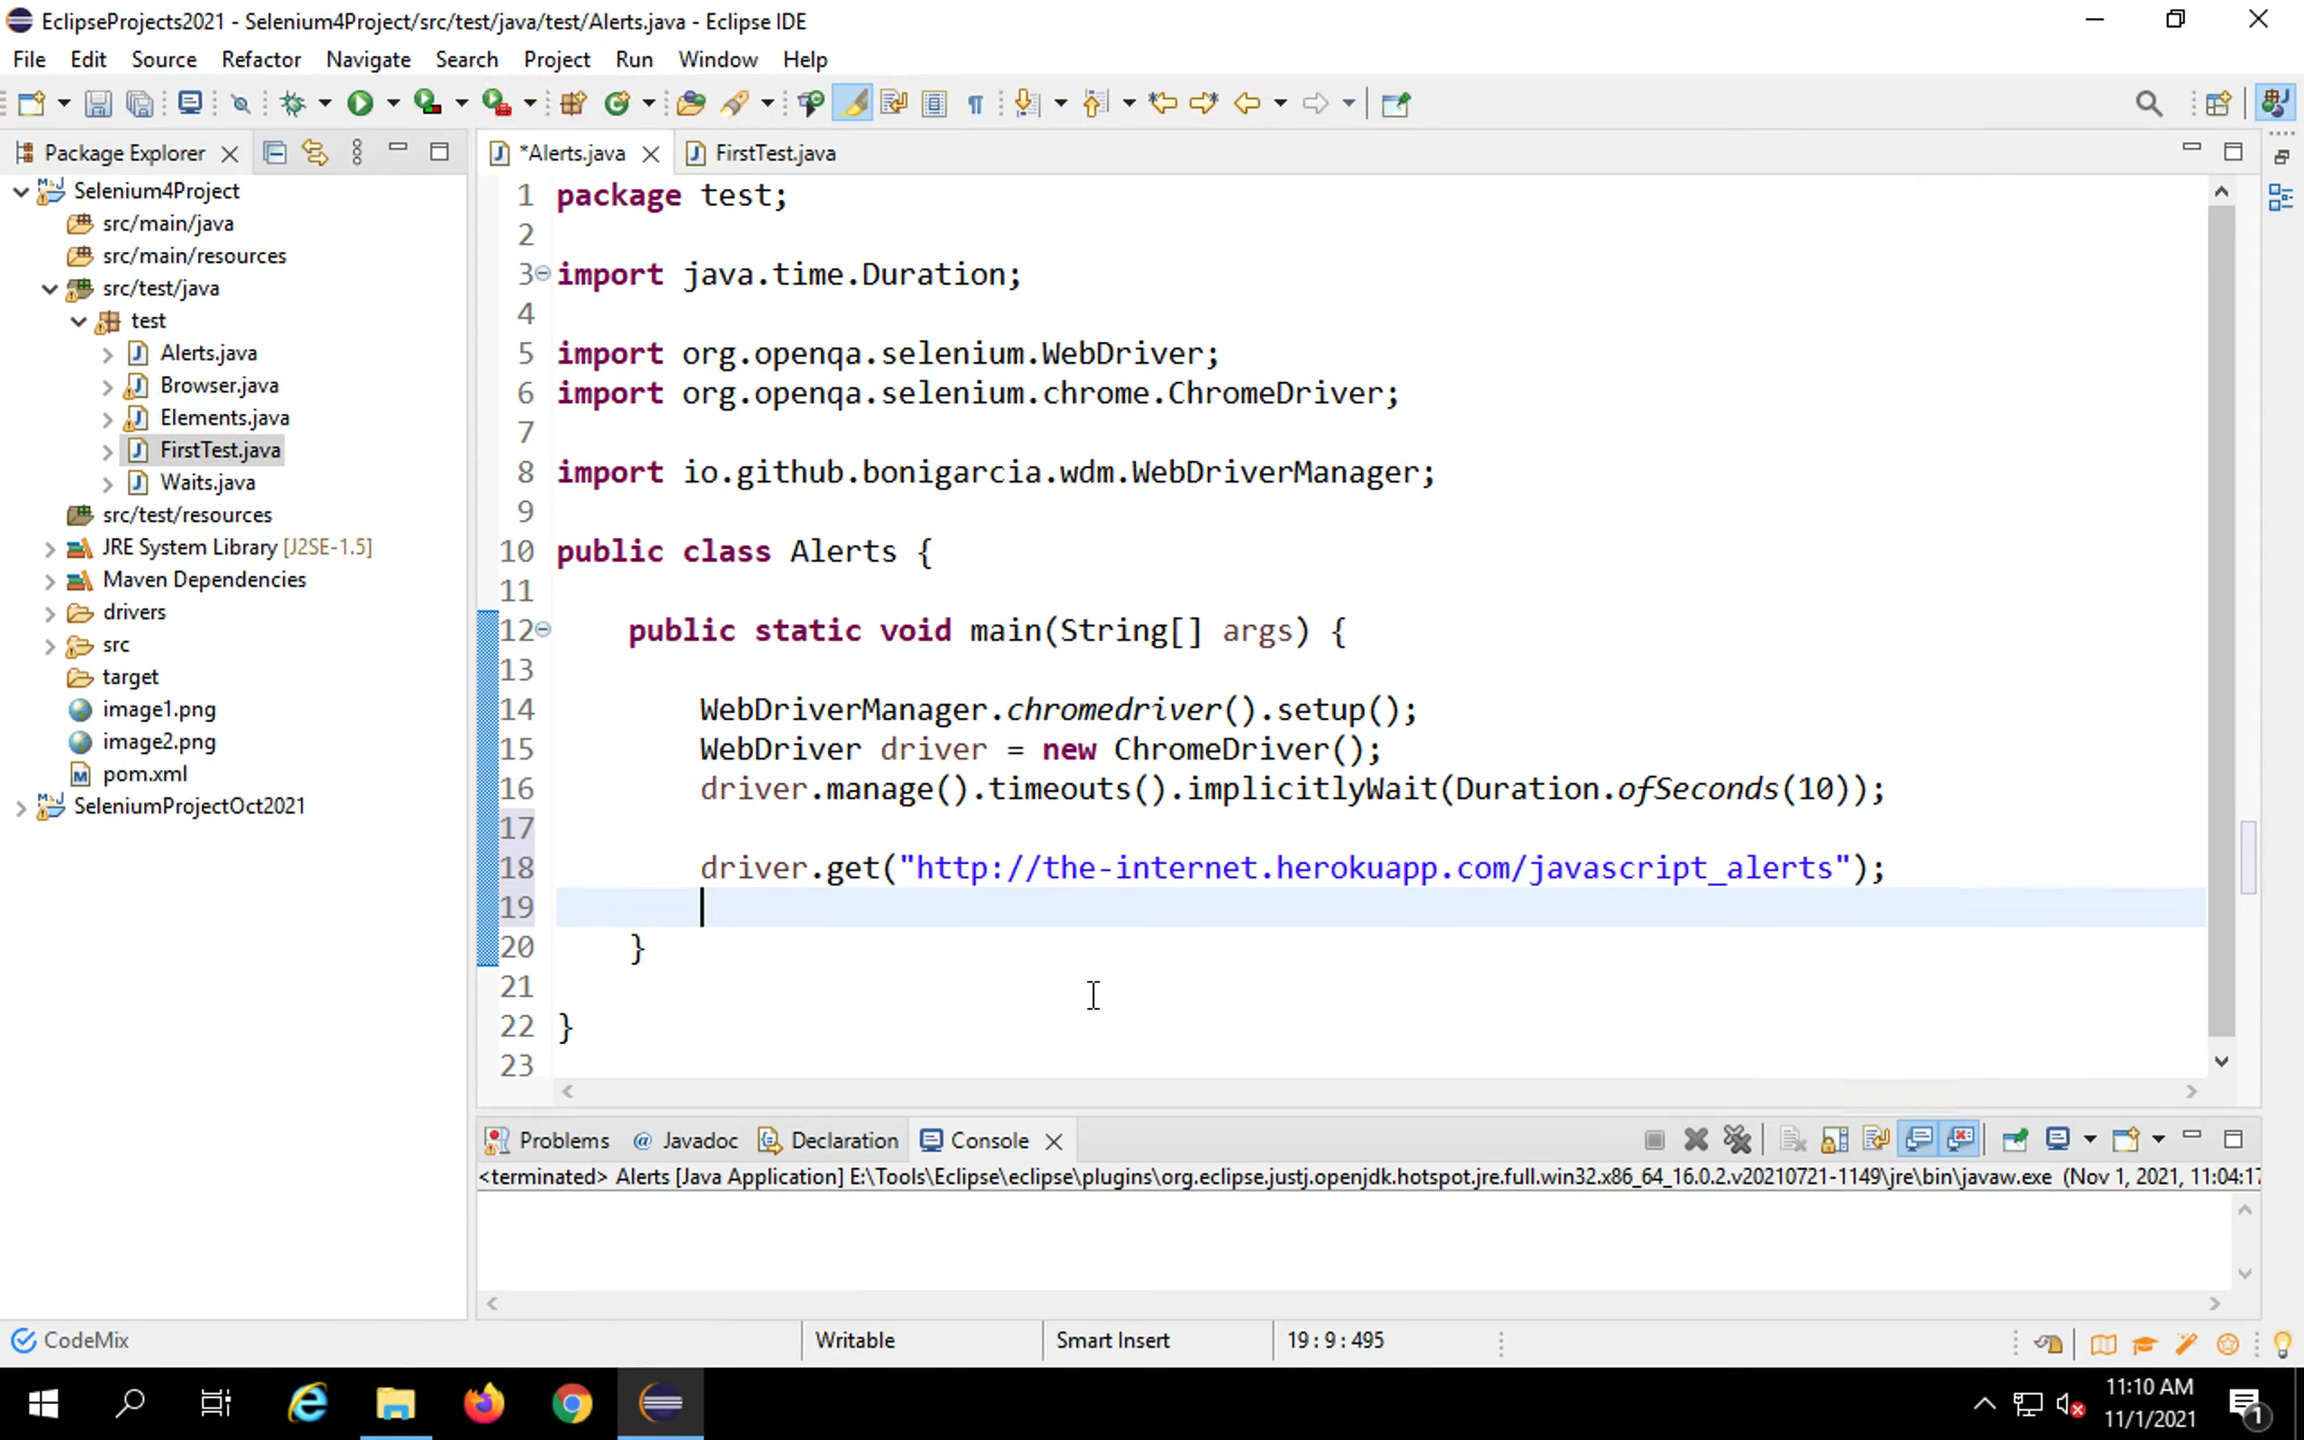 EclipseProjects2021 - Selenium4Project/src/test/java/test/Alerts.java - Eclipse IDE
File Edit Source Refactor Navigate Search Project Run Window Help
Package Explorer
*Alerts.java FirstTest.java
Selenium4Project
src/main/java
src/main/resources
src/test/java
test
Alerts.java
Browser.java
Elements.java
FirstTest.java
Waits.java
src/test/resources
JRE System Library [J2SE-1.5]
Maven Dependencies
drivers
src
target
image1.png
image2.png
pom.xml
SeleniumProjectOct2021
1 package test;
2
3 import java.time.Duration;
4
5 import org.openqa.selenium.WebDriver;
6 import org.openqa.selenium.chrome.ChromeDriver;
7
8 import io.github.bonigarcia.wdm.WebDriverManager;
9
10 public class Alerts {
11
12 public static void main(String[] args) {
13
14 WebDriverManager.chromedriver().setup();
15 WebDriver driver = new ChromeDriver();
16 driver.manage().timeouts().implicitlyWait(Duration.ofSeconds(10));
17
18 driver.get("http://the-internet.herokuapp.com/javascript_alerts");
19
20 }
21
22 }
23
Problems @ Javadoc Declaration Console
<terminated> Alerts [Java Application] E:\Tools\Eclipse\eclipse\plugins\org.eclipse.justj.openjdk.hotspot.jre.full.win32.x86_64_16.0.2.v20210721-1149\jre\bin\javaw.exe (Nov 1, 2021, 11:04:17
CodeMix Writable Smart Insert 19 : 9 : 495
11:10 AM
11/1/2021
1